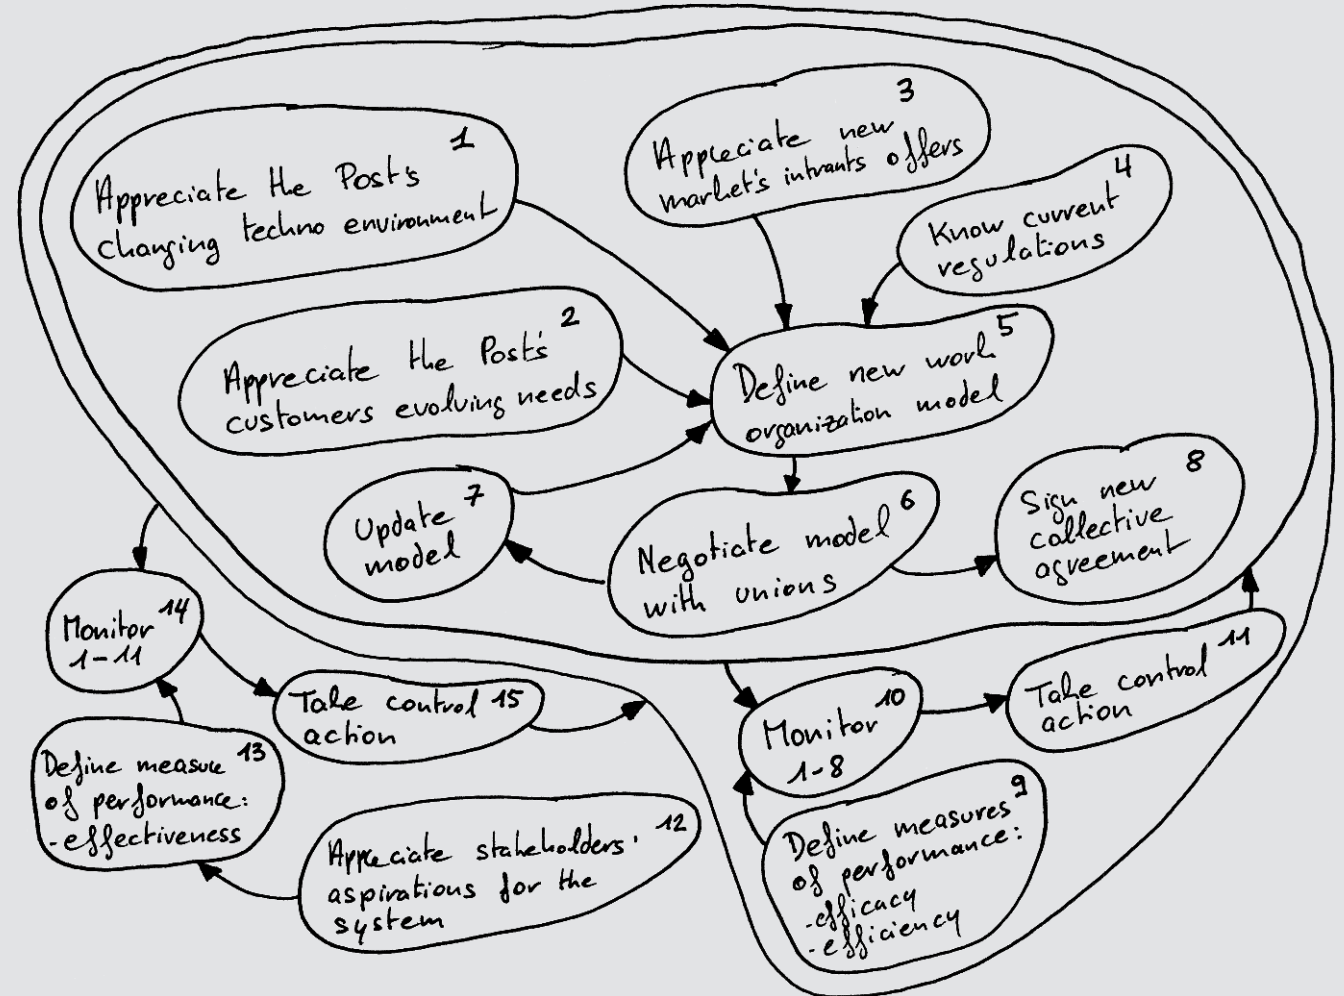 1
Appreciate the Post's
changing techno environment
3
Appreciate new
market's intrants offers
4
Know current
regulations
2
Appreciate the Post's
customers evolving needs
5
Define new work
organization model
7
Update
model
6
Negotiate model
with unions
8
Sign new
collective
agreement
14
Monitor
1-11
Take control 15
action
10
Monitor
1-8
11
Take control
action
13
Define measure
of performance:
- effectiveness
12
Appreciate stakeholders'
aspirations for the
system
9
Define measures
of performance:
- efficacy
- efficiency